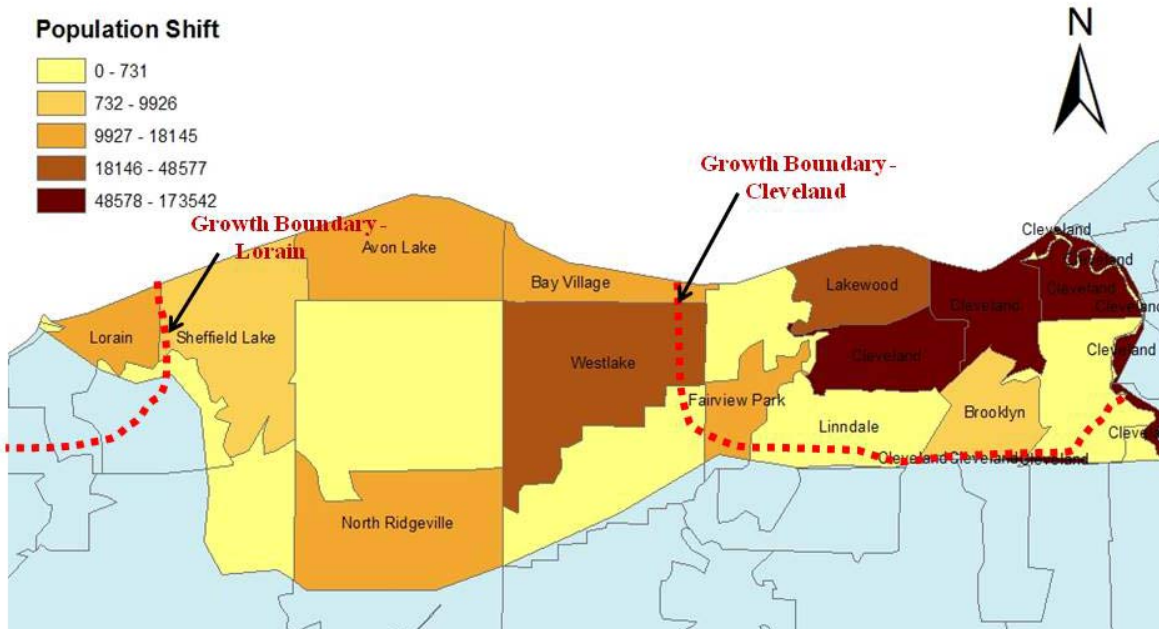 Population Shift
0 - 731
732 - 9926
9927 - 18145
18146 - 48577
48578 - 173542
N
Growth Boundary -
Cleveland
Growth Boundary -
Lorain
Avon Lake
Bay Village
Lorain
Sheffield Lake
Westlake
Lakewood
Cleveland
Cleveland
Cleveland
Cleveland
Cleveland
Cleveland
Cleveland
Cleveland
Fairview Park
Linndale
Brooklyn
North Ridgeville
Cleveland
Cleveland
Cleveland